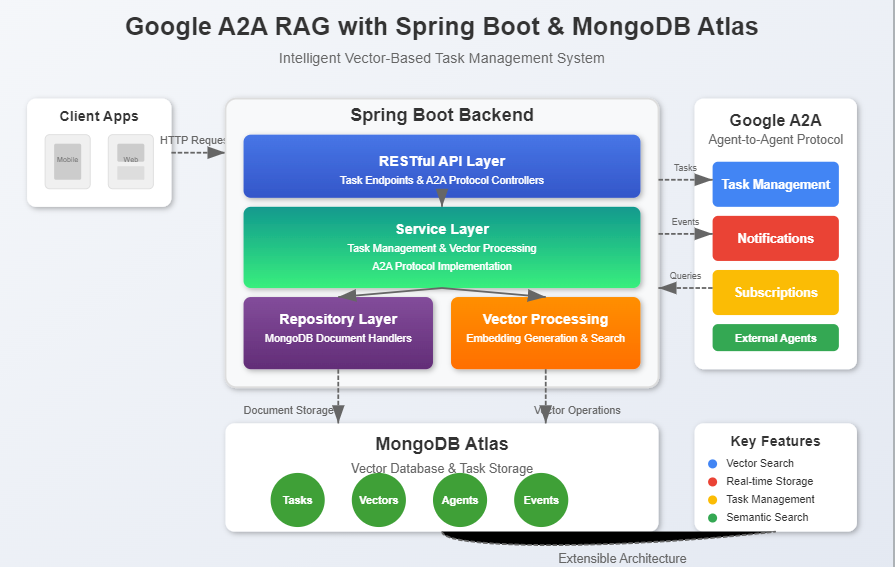 Google A2A RAG with Spring Boot & MongoDB Atlas
Intelligent Vector-Based Task Management System
Client Apps
Mobile
Web
HTTP Reques
Spring Boot Backend
RESTful API Layer
Task Endpoints & A2A Protocol Controllers
Service Layer
Task Management & Vector Processing
A2A Protocol Implementation
Repository Layer
MongoDB Document Handlers
Vector Processing
Embedding Generation & Search
Tasks
Events
Queries
Google A2A
Agent-to-Agent Protocol
Task Management
Notifications
Subscriptions
External Agents
Document Storage
Vector Operations
MongoDB Atlas
Vector Database & Task Storage
Tasks
Vectors
Agents
Events
Key Features
Vector Search
Real-time Storage
Task Management
Semantic Search
Extensible Architecture